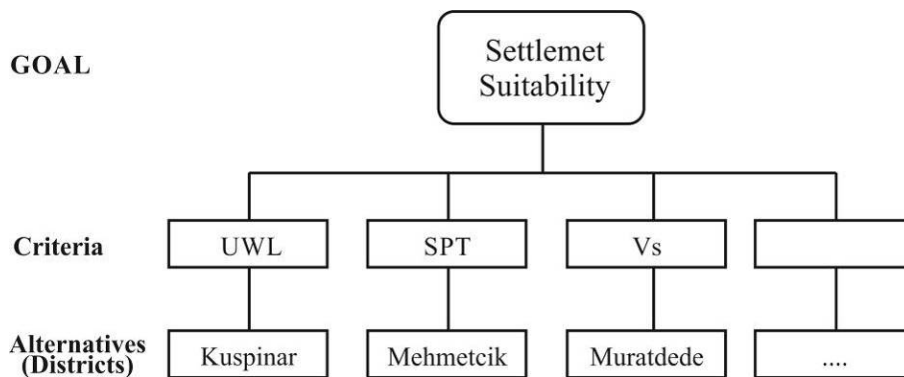 GOAL
Settlemet
Suitability
Criteria
UWL
SPT
Vs
Alternatives
(Districts)
Kuspinar
Mehmetcik
Muratdede
....